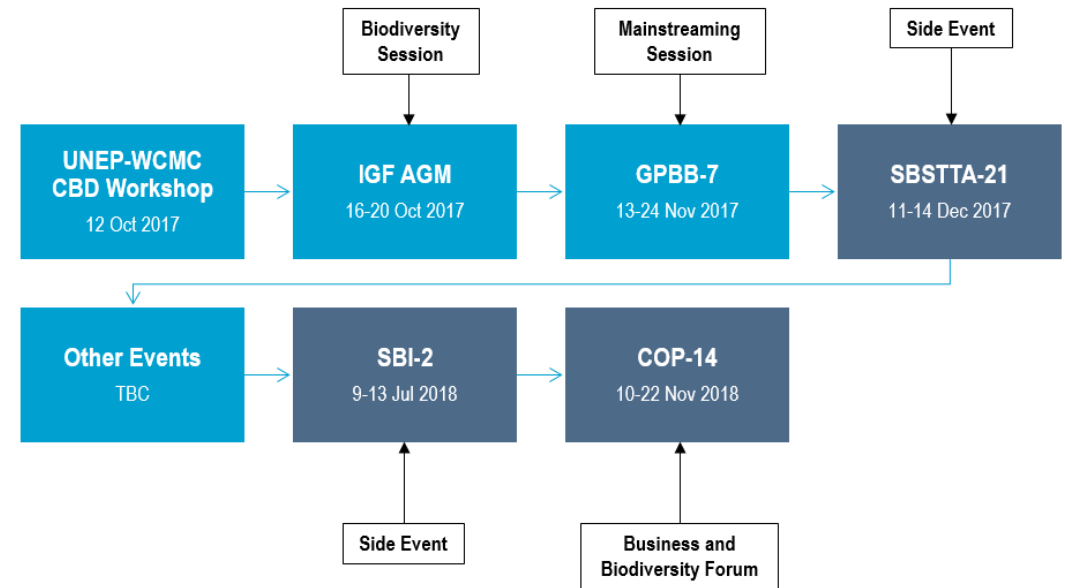 Biodiversity
Session
Mainstreaming
Session
Side Event
UNEP-WCMC
CBD Workshop
12 Oct 2017
IGF AGM
16-20 Oct 2017
GPBB-7
13-24 Nov 2017
SBSTTA-21
11-14 Dec 2017
Other Events
TBC
SBI-2
9-13 Jul 2018
COP-14
10-22 Nov 2018
Side Event
Business and
Biodiversity Forum